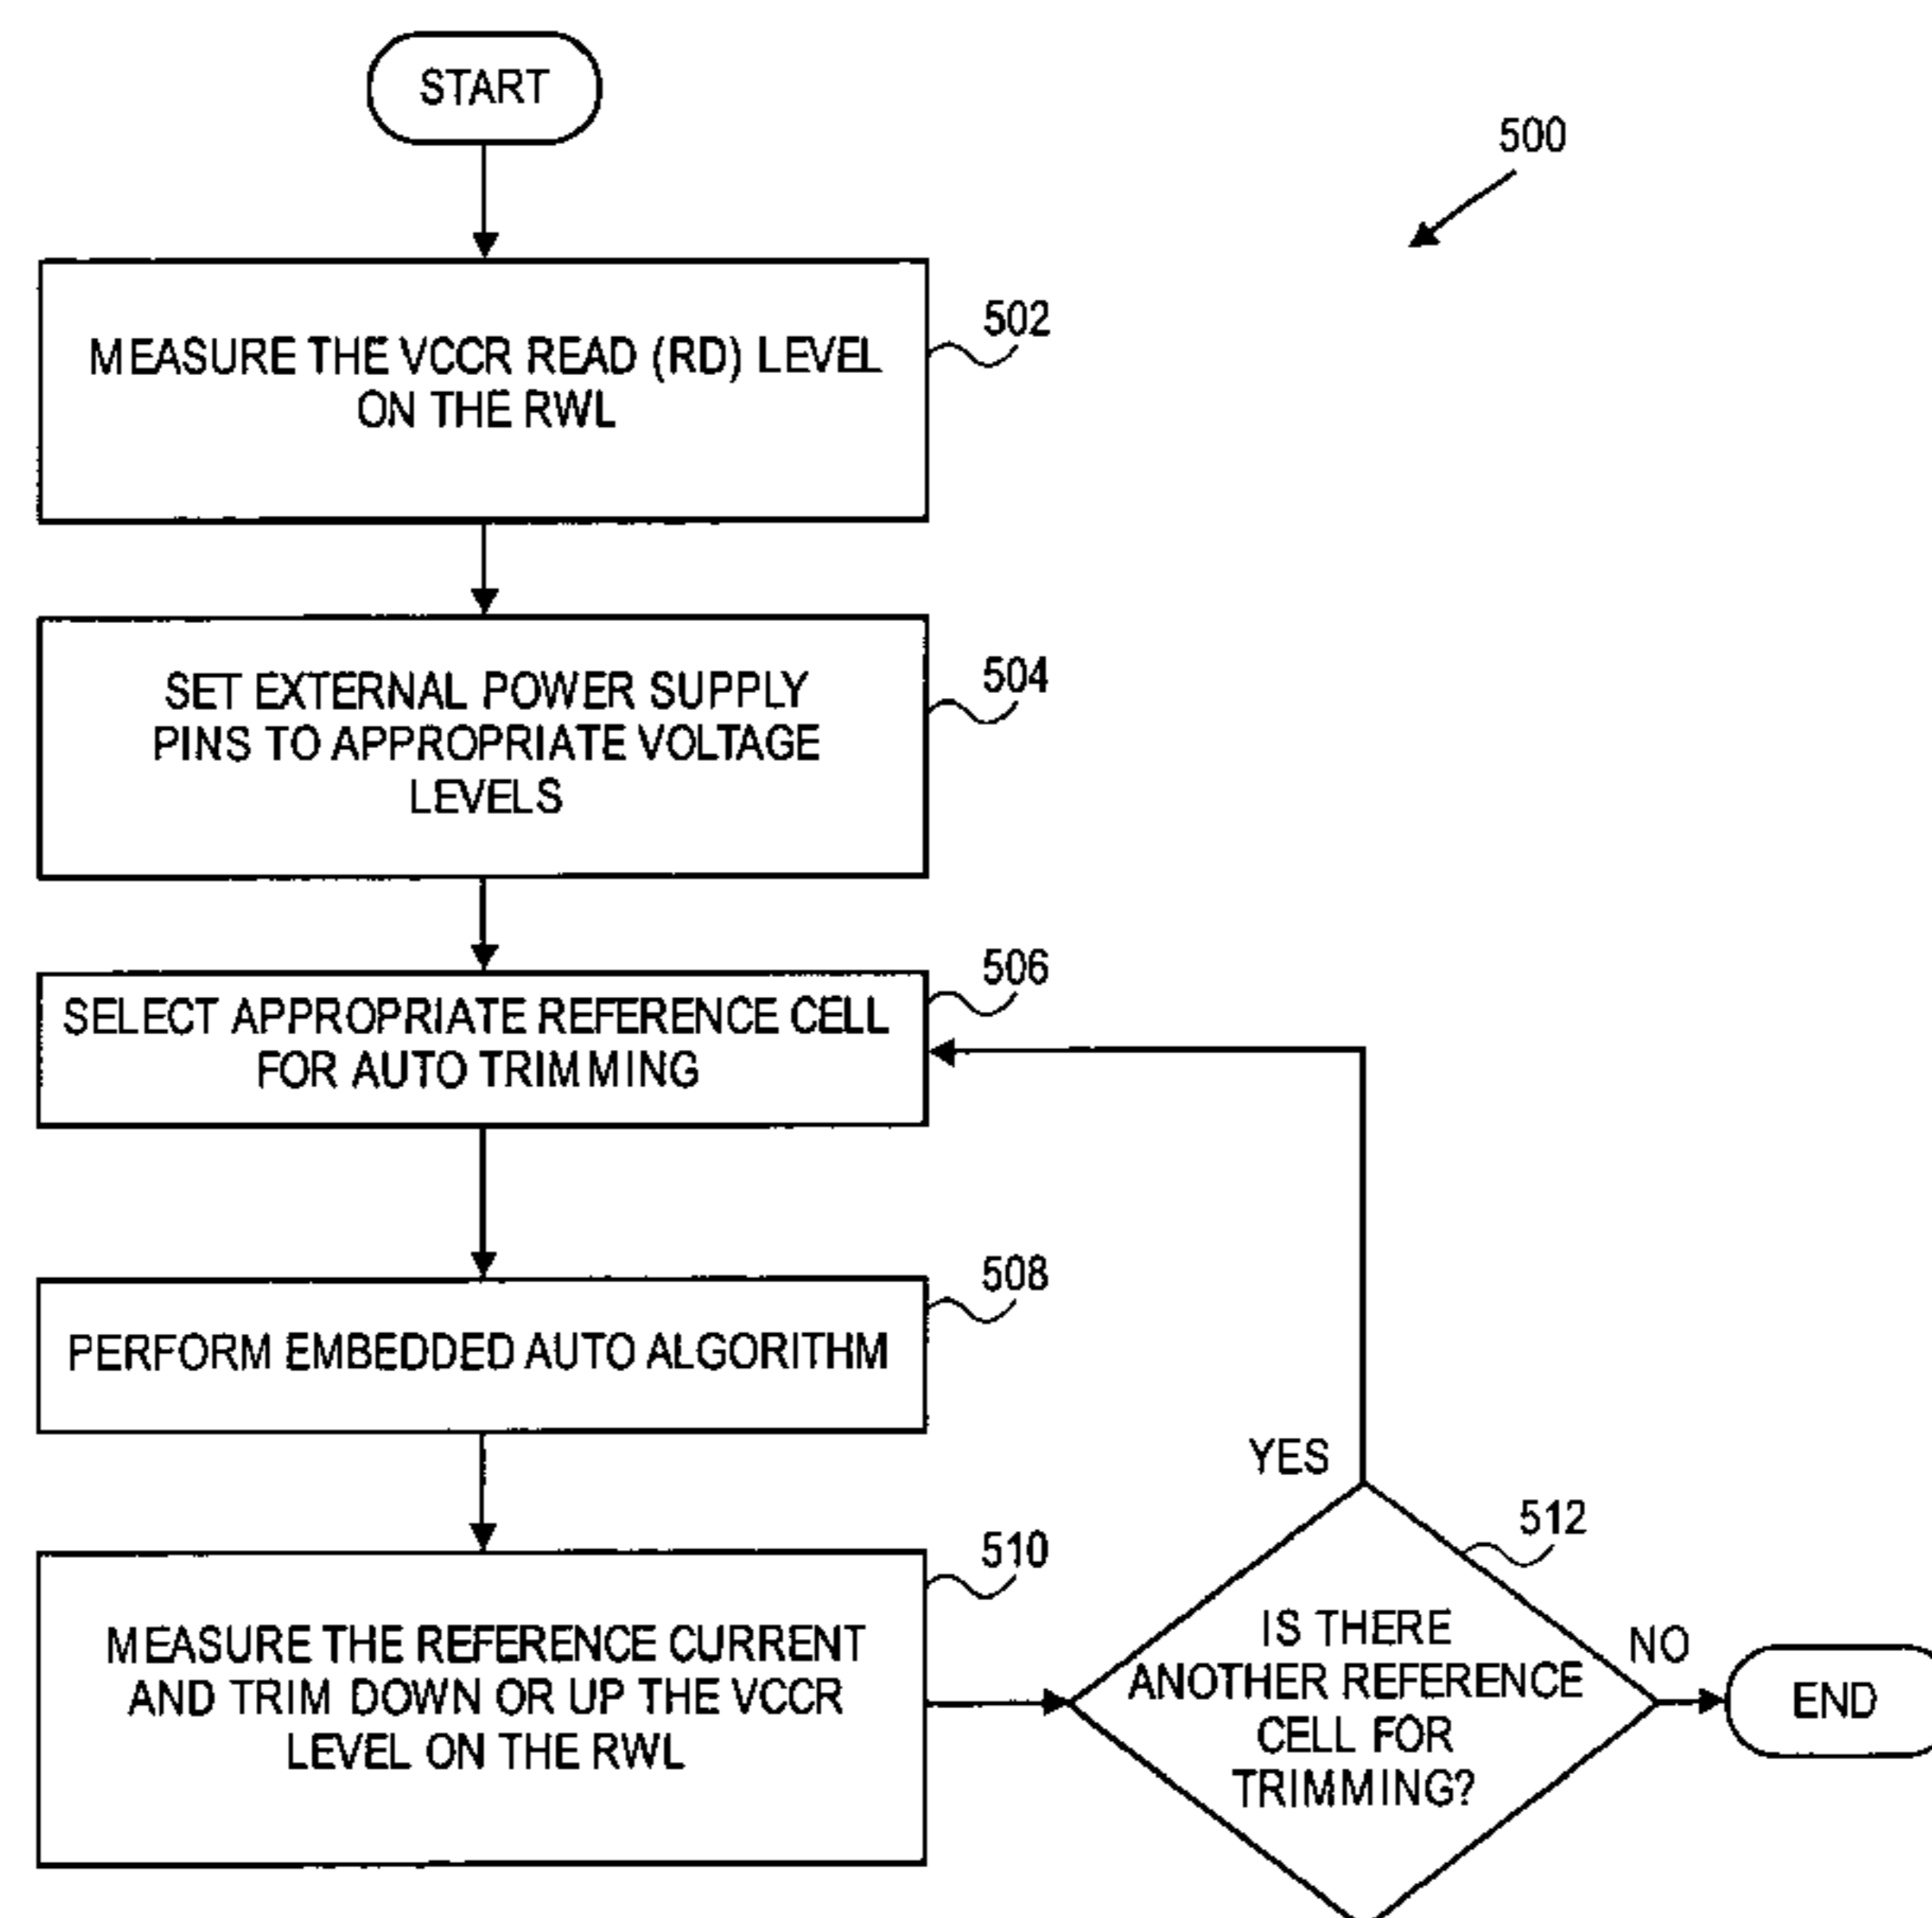 START
500
MEASURE THE VCCR READ (RD) LEVEL
ON THE RWL
502
SET EXTERNAL POWER SUPPLY
PINS TO APPROPRIATE VOLTAGE
LEVELS
504
SELECT APPROPRIATE REFERENCE CELL
FOR AUTO TRIMMING
506
PERFORM EMBEDDED AUTO ALGORITHM
508
MEASURE THE REFERENCE CURRENT
AND TRIM DOWN OR UP THE VCCR
LEVEL ON THE RWL
510
YES
512
IS THERE
ANOTHER REFERENCE
CELL FOR
TRIMMING?
NO
END